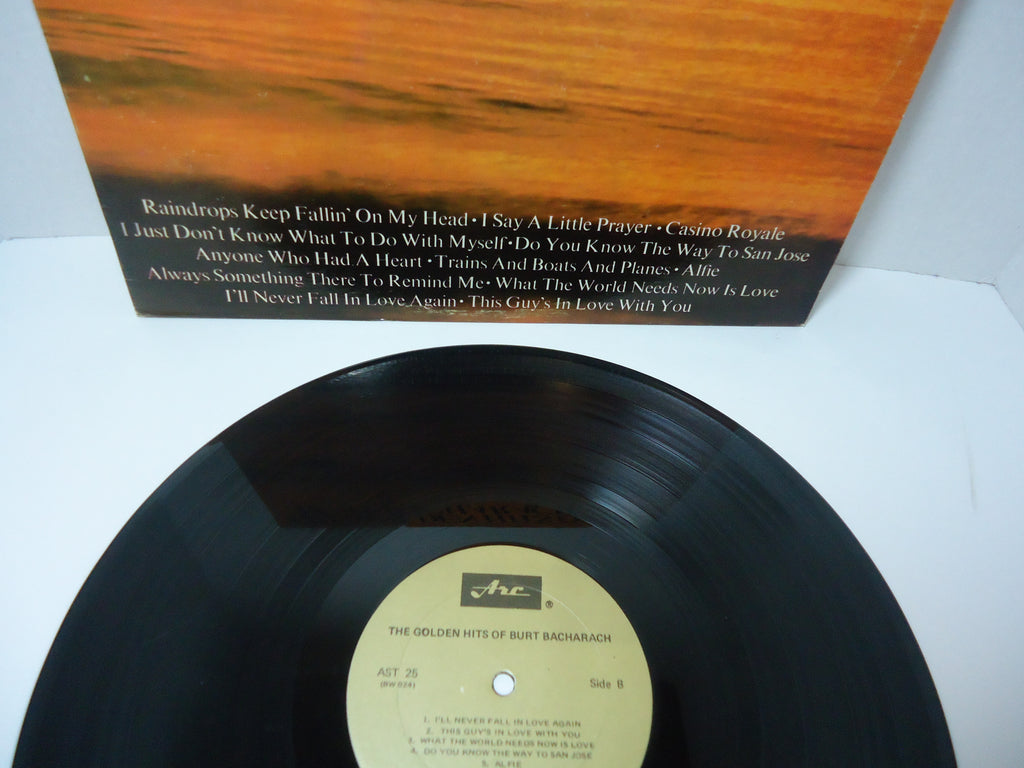 Raindrops Keep Fallin' On My Head • I Say A Little Prayer • Casino Royale
I Just Don't Know What To Do With Myself • Do You Know The Way To San Jose
Anyone Who Had A Heart • Trains And Boats And Planes • Alfie
Always Something There To Remind Me • What The World Needs Now Is Love
I'll Never Fall In Love Again • This Guy's In Love With You
Arc ®
THE GOLDEN HITS OF BURT BACHARACH
AST 25
(BW 024)
Side B
1. I'LL NEVER FALL IN LOVE AGAIN
2. THIS GUY'S IN LOVE WITH YOU
3. WHAT THE WORLD NEEDS NOW IS LOVE
4. DO YOU KNOW THE WAY TO SAN JOSE
5. ALFIE